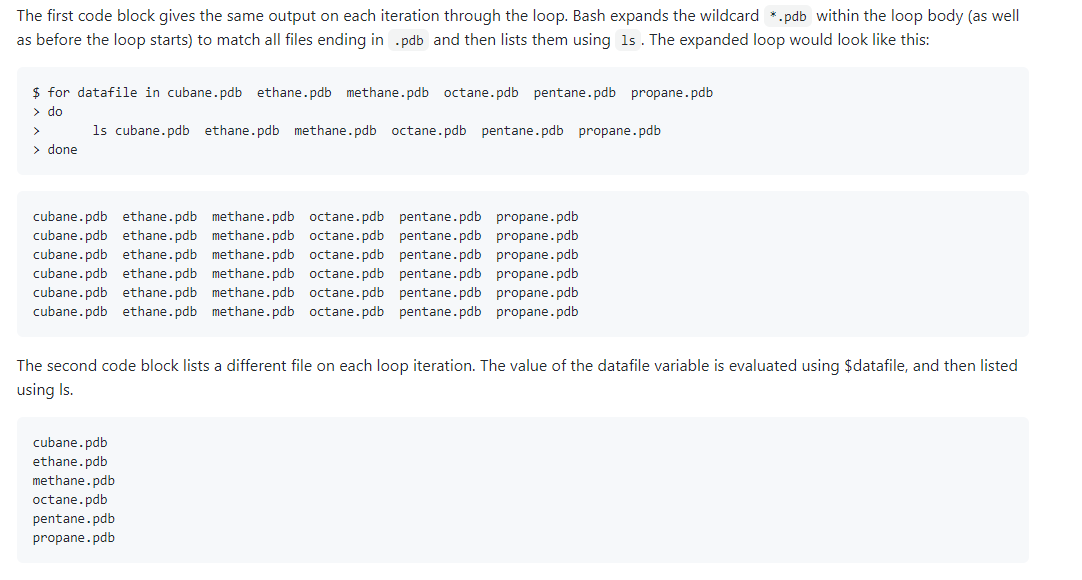 The first code block gives the same output on each iteration through the loop. Bash expands the wildcard *.pdb within the loop body (as well
as before the loop starts) to match all files ending in .pdb and then lists them using ls . The expanded loop would look like this:
$ for datafile in cubane.pdb  ethane.pdb  methane.pdb  octane.pdb  pentane.pdb  propane.pdb
> do
>       ls cubane.pdb  ethane.pdb  methane.pdb  octane.pdb  pentane.pdb  propane.pdb
> done
cubane.pdb  ethane.pdb  methane.pdb  octane.pdb  pentane.pdb  propane.pdb
cubane.pdb  ethane.pdb  methane.pdb  octane.pdb  pentane.pdb  propane.pdb
cubane.pdb  ethane.pdb  methane.pdb  octane.pdb  pentane.pdb  propane.pdb
cubane.pdb  ethane.pdb  methane.pdb  octane.pdb  pentane.pdb  propane.pdb
cubane.pdb  ethane.pdb  methane.pdb  octane.pdb  pentane.pdb  propane.pdb
cubane.pdb  ethane.pdb  methane.pdb  octane.pdb  pentane.pdb  propane.pdb
The second code block lists a different file on each loop iteration. The value of the datafile variable is evaluated using $datafile, and then listed
using ls.
cubane.pdb
ethane.pdb
methane.pdb
octane.pdb
pentane.pdb
propane.pdb